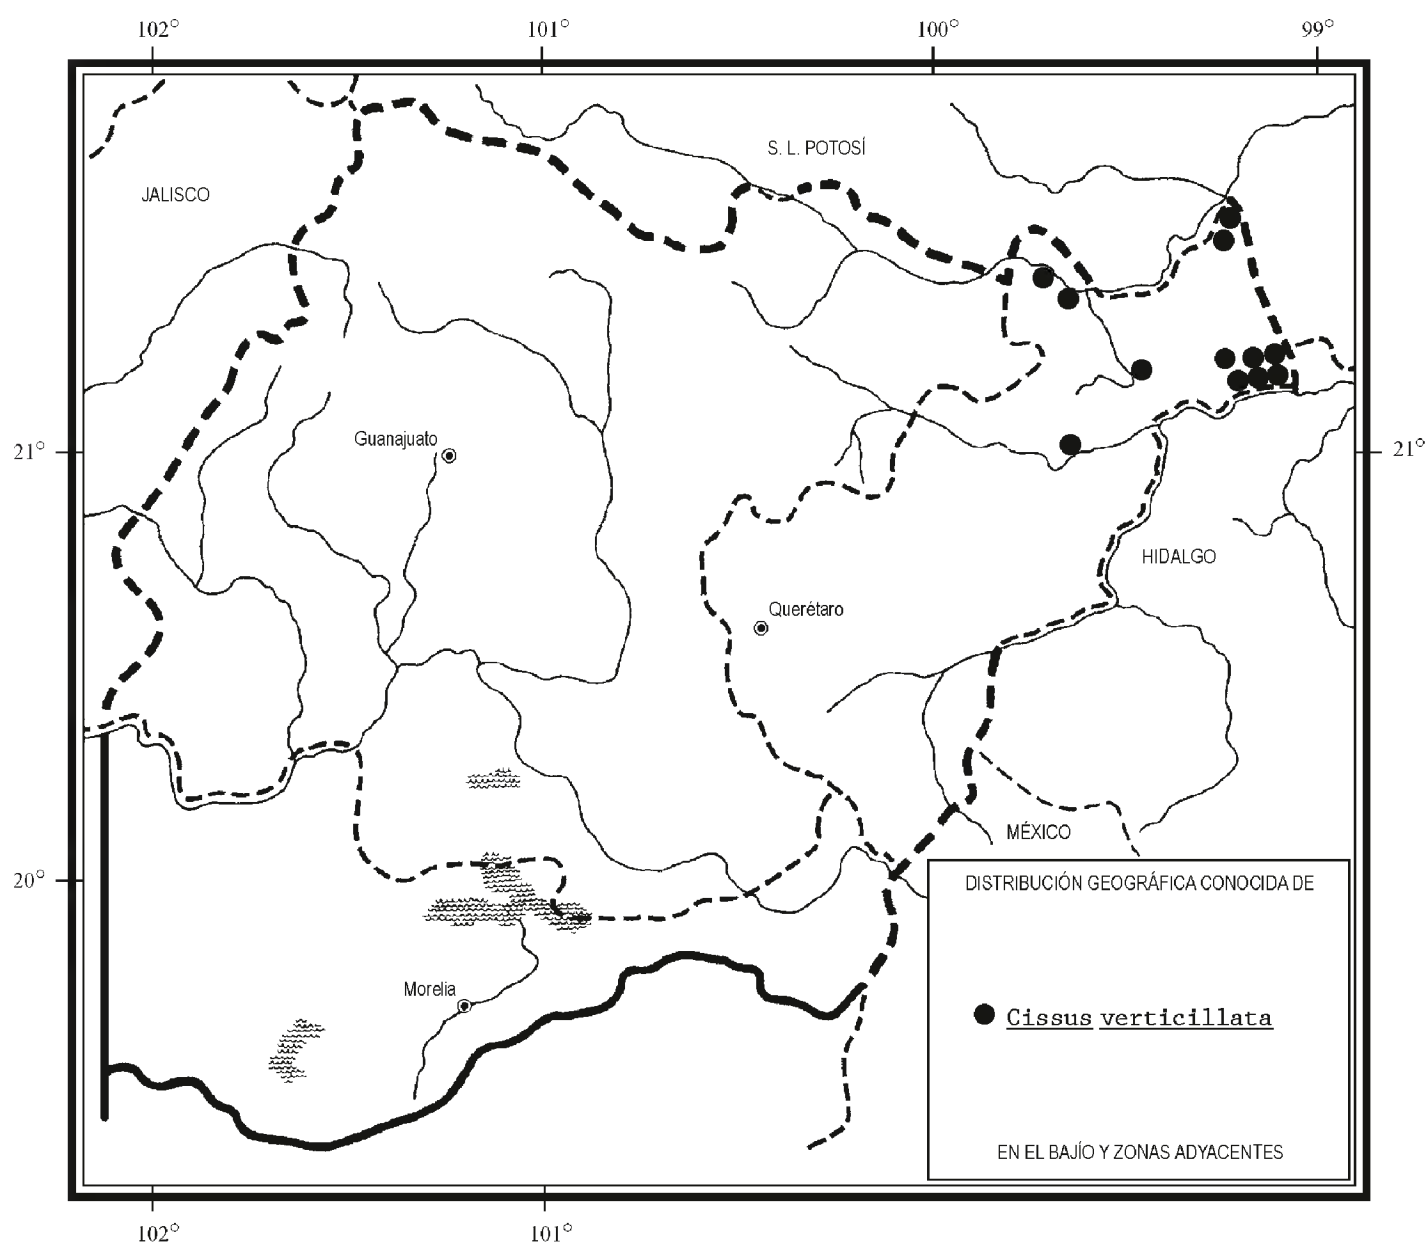 102° 101° 100° 99°
S. L. POTOSÍ
JALISCO
Guanajuato
21° 21°
HIDALGO
Querétaro
MÉXICO
20°
DISTRIBUCIÓN GEOGRÁFICA CONOCIDA DE
Morelia
Cissus verticillata
EN EL BAJÍO Y ZONAS ADYACENTES
102° 101°